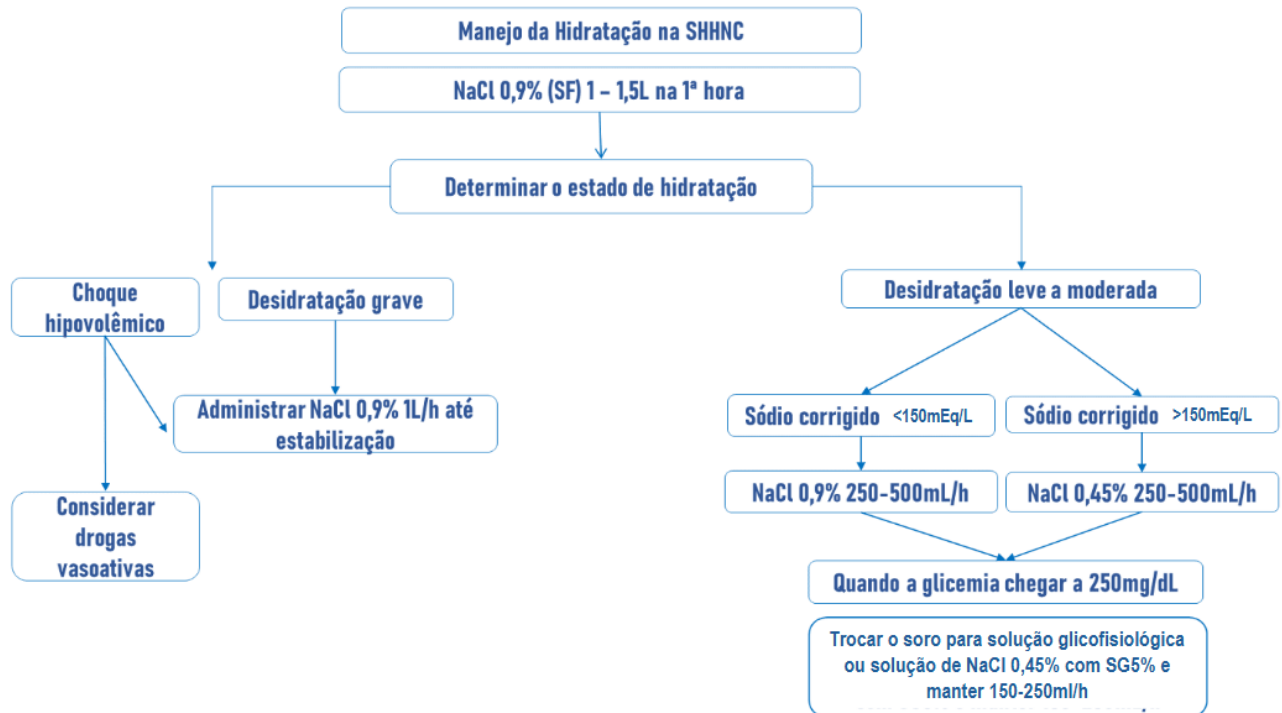 Manejo da Hidratação na SHHNC
NaCl 0,9% (SF) 1 – 1,5L na 1ª hora
Determinar o estado de hidratação
Choque
hipovolêmico
Desidratação grave
Desidratação leve a moderada
Administrar NaCl 0,9% 1L/h até
estabilização
Sódio corrigido <150mEq/L
Sódio corrigido >150mEq/L
Considerar
drogas
vasoativas
NaCl 0,9% 250-500mL/h
NaCl 0,45% 250-500mL/h
Quando a glicemia chegar a 250mg/dL
Trocar o soro para solução glicofisiológica
ou solução de NaCl 0,45% com SG5% e
manter 150-250ml/h